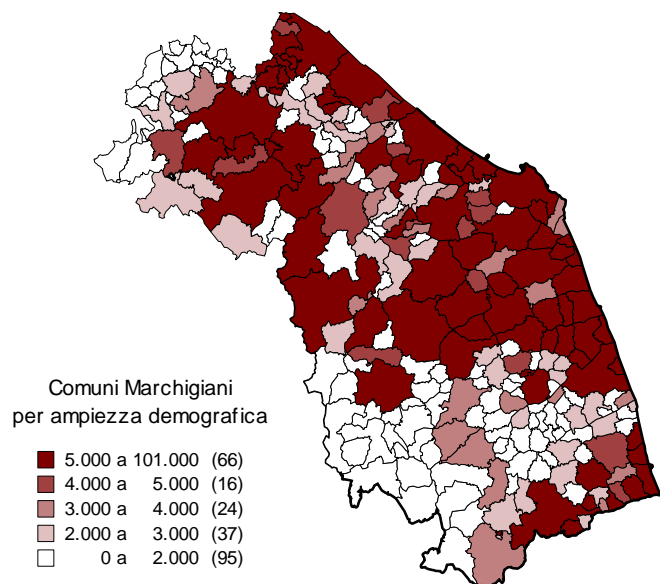 Comuni Marchigiani
per ampiezza demografica
5.000 a 101.000 (66)
4.000 a 5.000 (16)
3.000 a 4.000 (24)
2.000 a 3.000 (37)
0 a 2.000 (95)